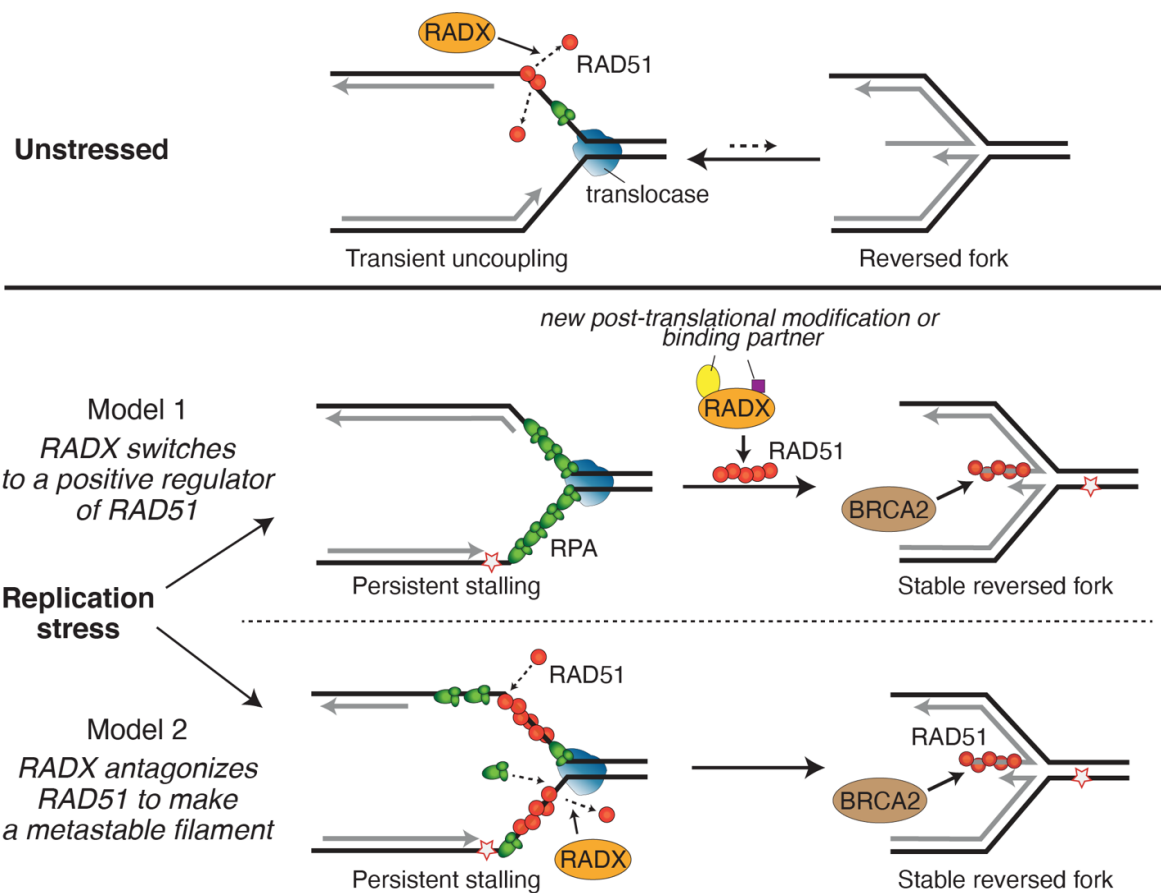 RADX
RAD51
Unstressed
translocase
Transient uncoupling
Reversed fork
new post-translational modification or
binding partner
Model 1
RADX switches
to a positive regulator
of RAD51
RADX
RAD51
BRCA2
RPA
Persistent stalling
Stable reversed fork
Replication
stress
RAD51
Model 2
RADX antagonizes
RAD51 to make
a metastable filament
RAD51
BRCA2
RADX
Persistent stalling
Stable reversed fork